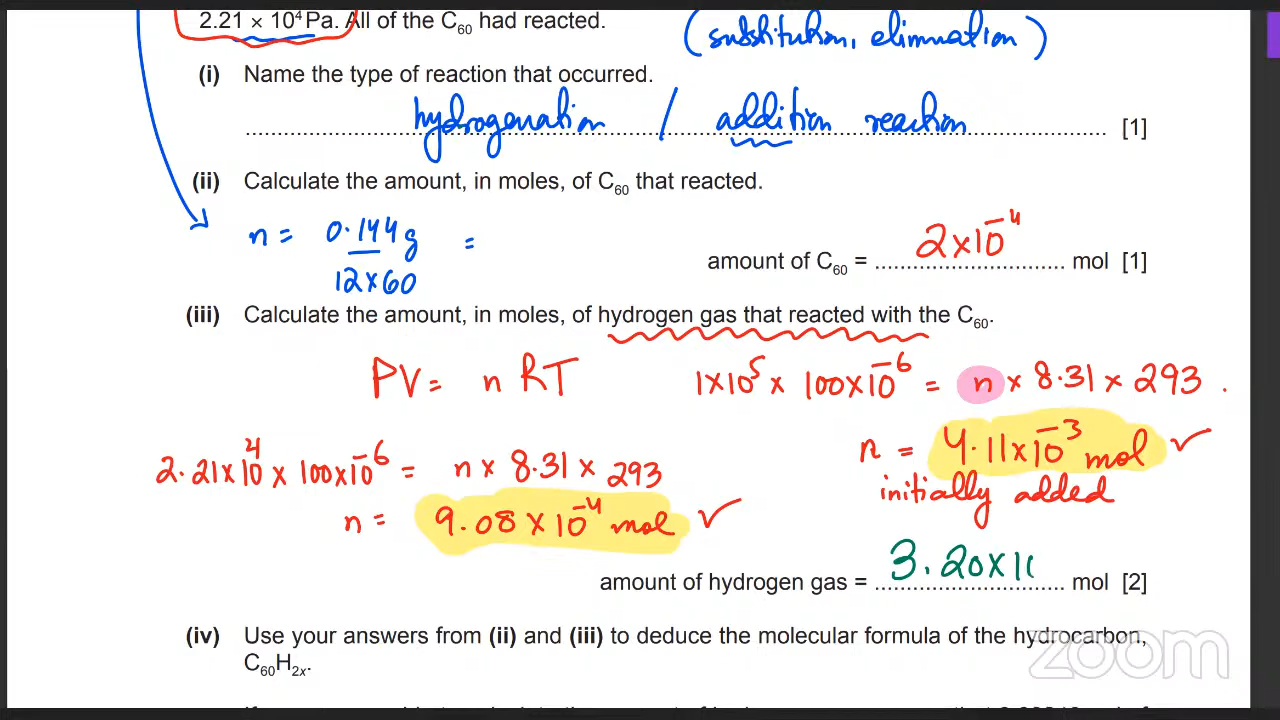 2.21 × 10⁴ Pa. All of the C₆₀ had reacted.
(substitution, elimination)
(i) Name the type of reaction that occurred.
hydrogenation / addition reaction [1]
(ii) Calculate the amount, in moles, of C₆₀ that reacted.
n = 0.144g / 12×60 =
2×10⁻⁴
amount of C₆₀ = .............................. mol [1]
(iii) Calculate the amount, in moles, of hydrogen gas that reacted with the C₆₀.
PV = nRT
1×10⁵ × 100×10⁻⁶ = n × 8.31 × 293.
2.21×10⁴ × 100×10⁻⁶ = n × 8.31 × 293
n = 9.08×10⁻⁴ mol ✓
n = 4.11×10⁻³ mol ✓
initially added
3.20×10
amount of hydrogen gas = .............................. mol [2]
(iv) Use your answers from (ii) and (iii) to deduce the molecular formula of the hydrocarbon,
C₆₀H₂ₓ.
zoom